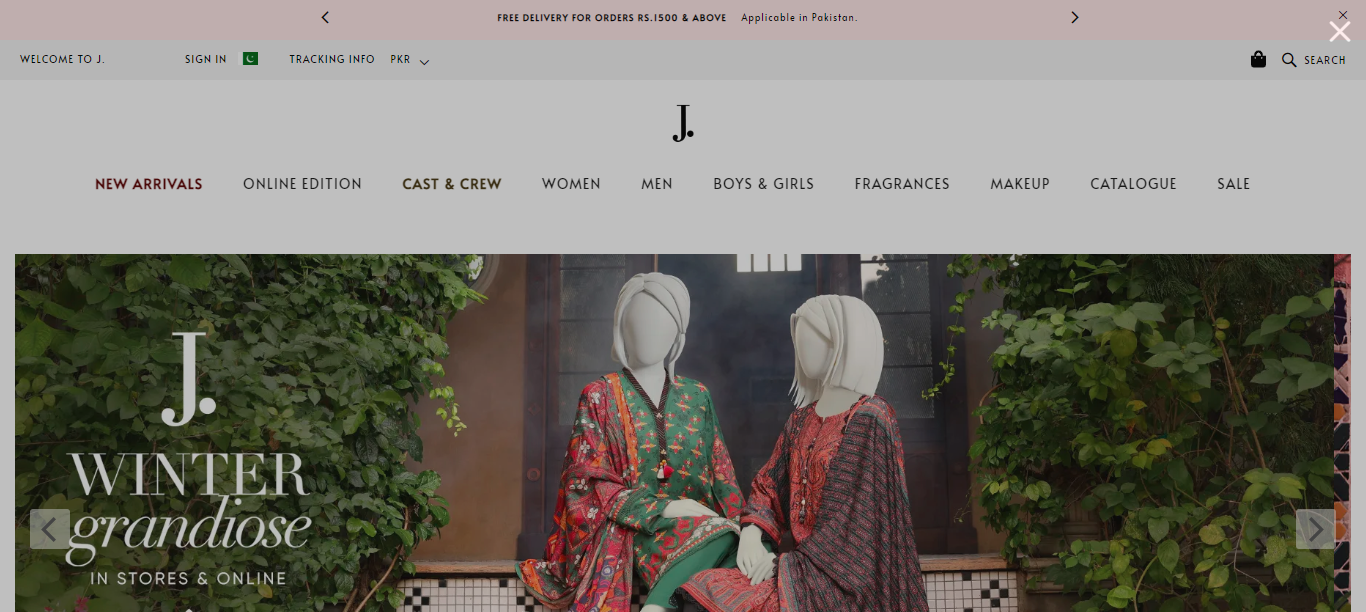 FREE DELIVERY FOR ORDERS RS.1500 & ABOVE Applicable in Pakistan.
WELCOME TO J. SIGN IN TRACKING INFO PKR SEARCH
J.
NEW ARRIVALS ONLINE EDITION CAST & CREW WOMEN MEN BOYS & GIRLS FRAGRANCES MAKEUP CATALOGUE SALE
J.
WINTER
grandiose
IN STORES & ONLINE